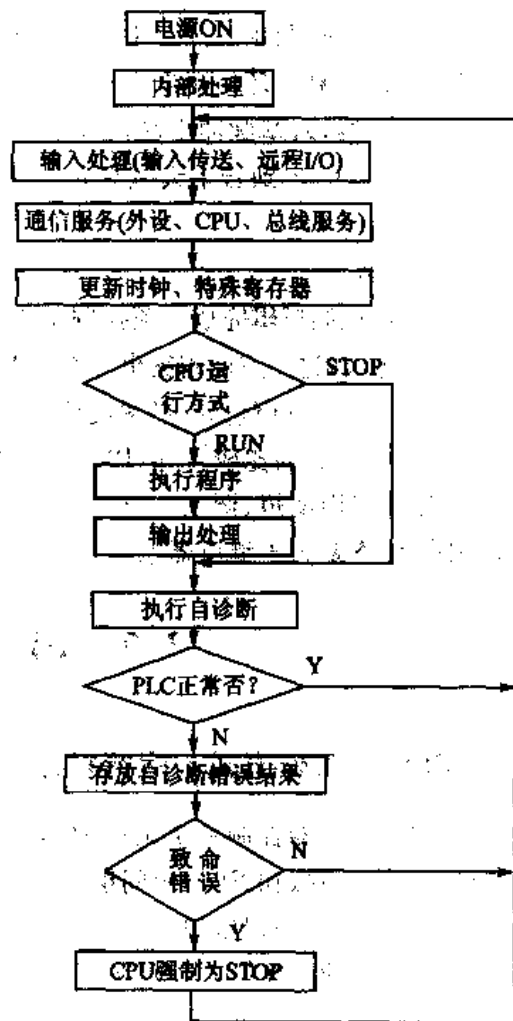 电源ON
内部处理
输入处理(输入传送、远程I/O)
通信服务(外设、CPU、总线服务)
更新时钟、特殊寄存器
CPU运
行方式
STOP
RUN
执行程序
输出处理
执行自诊断
PLC正常否?
Y
N
存放自诊断错误结果
致命
错误
N
Y
CPU强制为STOP